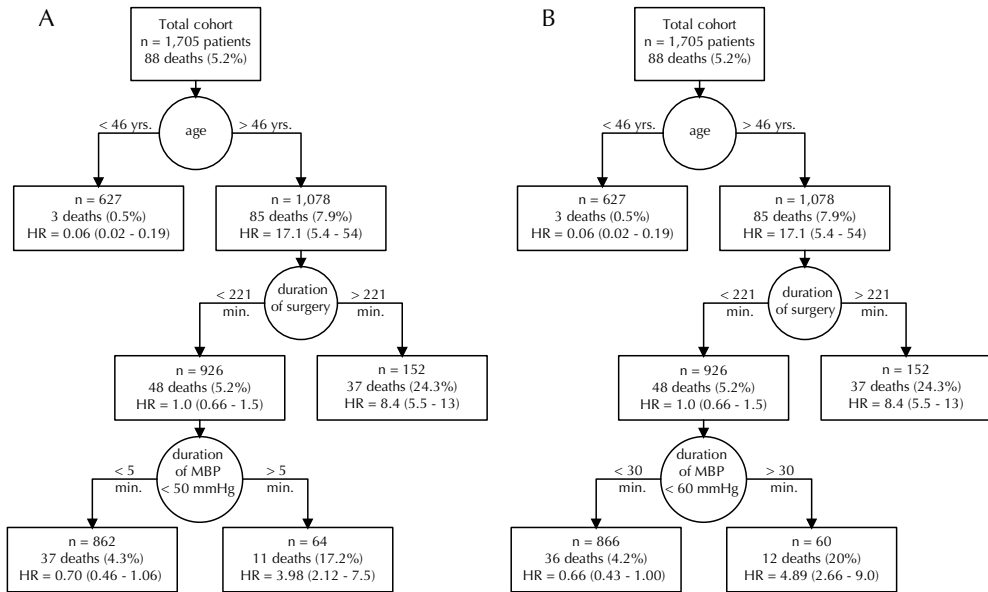 A
Total cohort
n = 1,705 patients
88 deaths (5.2%)
age
< 46 yrs.
> 46 yrs.
n = 627
3 deaths (0.5%)
HR = 0.06 (0.02 - 0.19)
n = 1,078
85 deaths (7.9%)
HR = 17.1 (5.4 - 54)
duration
of surgery
< 221
min.
> 221
min.
n = 926
48 deaths (5.2%)
HR = 1.0 (0.66 - 1.5)
n = 152
37 deaths (24.3%)
HR = 8.4 (5.5 - 13)
duration
of MBP
< 50 mmHg
< 5
min.
> 5
min.
n = 862
37 deaths (4.3%)
HR = 0.70 (0.46 - 1.06)
n = 64
11 deaths (17.2%)
HR = 3.98 (2.12 - 7.5)
B
Total cohort
n = 1,705 patients
88 deaths (5.2%)
age
< 46 yrs.
> 46 yrs.
n = 627
3 deaths (0.5%)
HR = 0.06 (0.02 - 0.19)
n = 1,078
85 deaths (7.9%)
HR = 17.1 (5.4 - 54)
duration
of surgery
< 221
min.
> 221
min.
n = 926
48 deaths (5.2%)
HR = 1.0 (0.66 - 1.5)
n = 152
37 deaths (24.3%)
HR = 8.4 (5.5 - 13)
duration
of MBP
< 60 mmHg
< 30
min.
> 30
min.
n = 866
36 deaths (4.2%)
HR = 0.66 (0.43 - 1.00)
n = 60
12 deaths (20%)
HR = 4.89 (2.66 - 9.0)